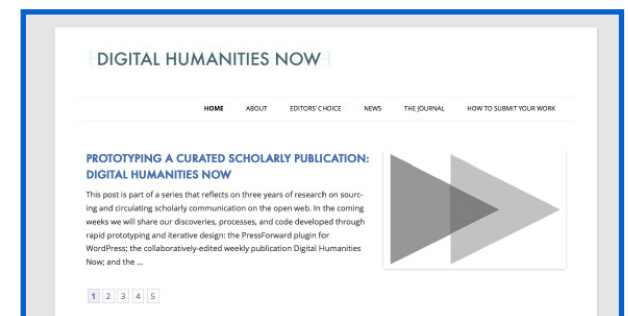 DIGITAL HUMANITIES NOW
HOME ABOUT EDITORS' CHOICE NEWS THE JOURNAL HOW TO SUBMIT YOUR WORK
PROTOTYPING A CURATED SCHOLARLY PUBLICATION:
DIGITAL HUMANITIES NOW
This post is part of a series that reflects on three years of research on sourc-
ing and circulating scholarly communication on the open web. In the coming
weeks we will share our discoveries, processes, and code developed through
rapid prototyping and iterative design: the PressForward plugin for
WordPress; the collaboratively-edited weekly publication Digital Humanities
Now; and the ...
1 2 3 4 5